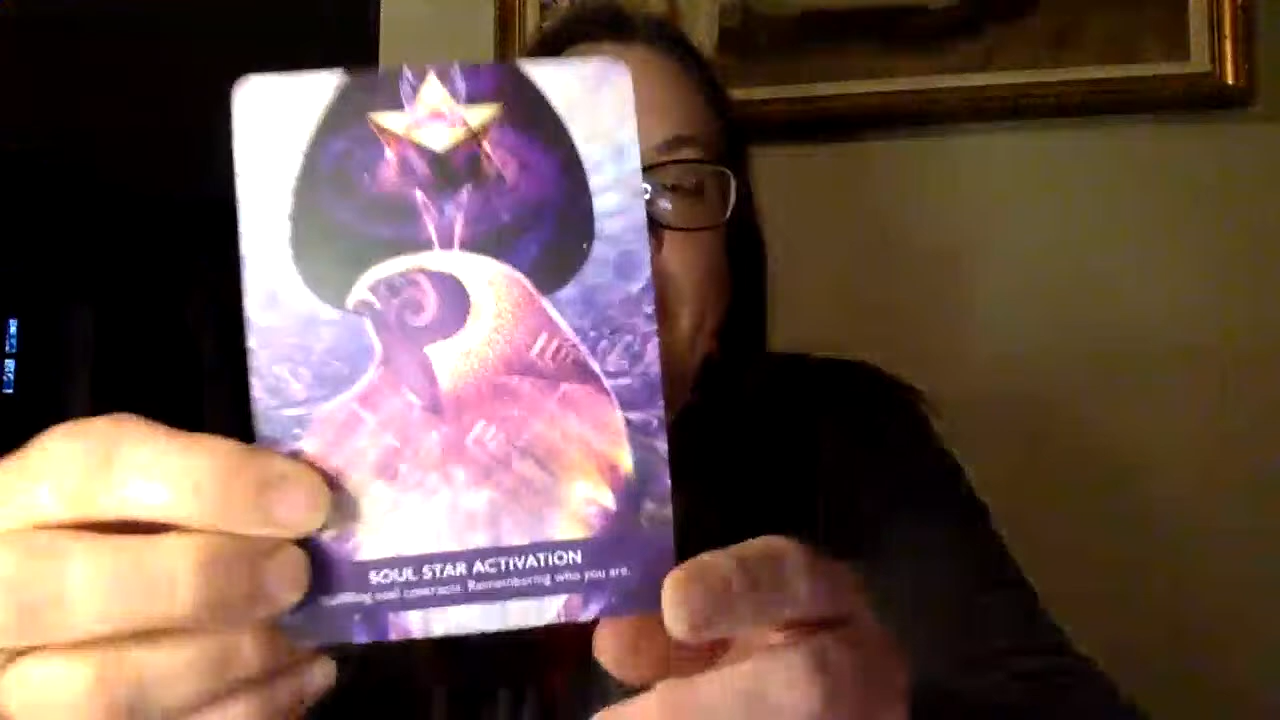 SOUL STAR ACTIVATION
soul contracts. Remembering who you are.